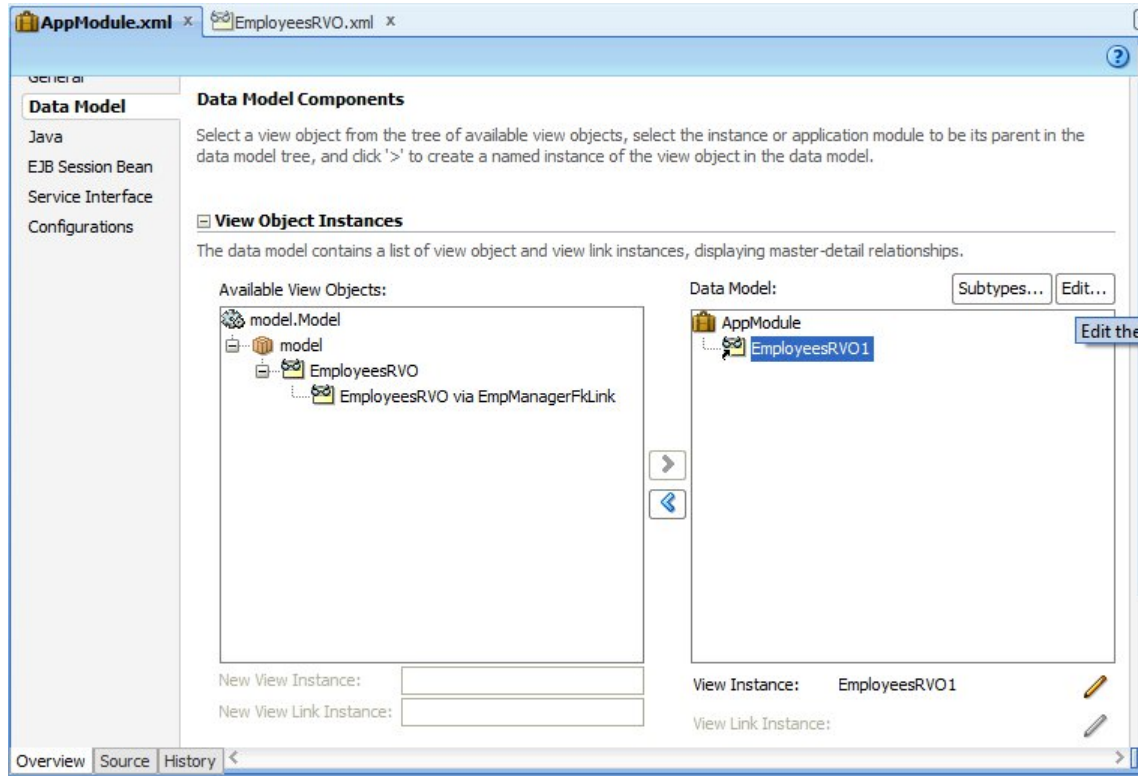 AppModule.xml x EmployeesRVO.xml x
General
Data Model
Java
EJB Session Bean
Service Interface
Configurations
Data Model Components
Select a view object from the tree of available view objects, select the instance or application module to be its parent in the
data model tree, and click '>' to create a named instance of the view object in the data model.
View Object Instances
The data model contains a list of view object and view link instances, displaying master-detail relationships.
Available View Objects:
model.Model
model
EmployeesRVO
EmployeesRVO via EmpManagerFkLink
New View Instance:
New View Link Instance:
Data Model: Subtypes... Edit...
AppModule
Edit the
EmployeesRVO1
View Instance: EmployeesRVO1
View Link Instance:
Overview Source History